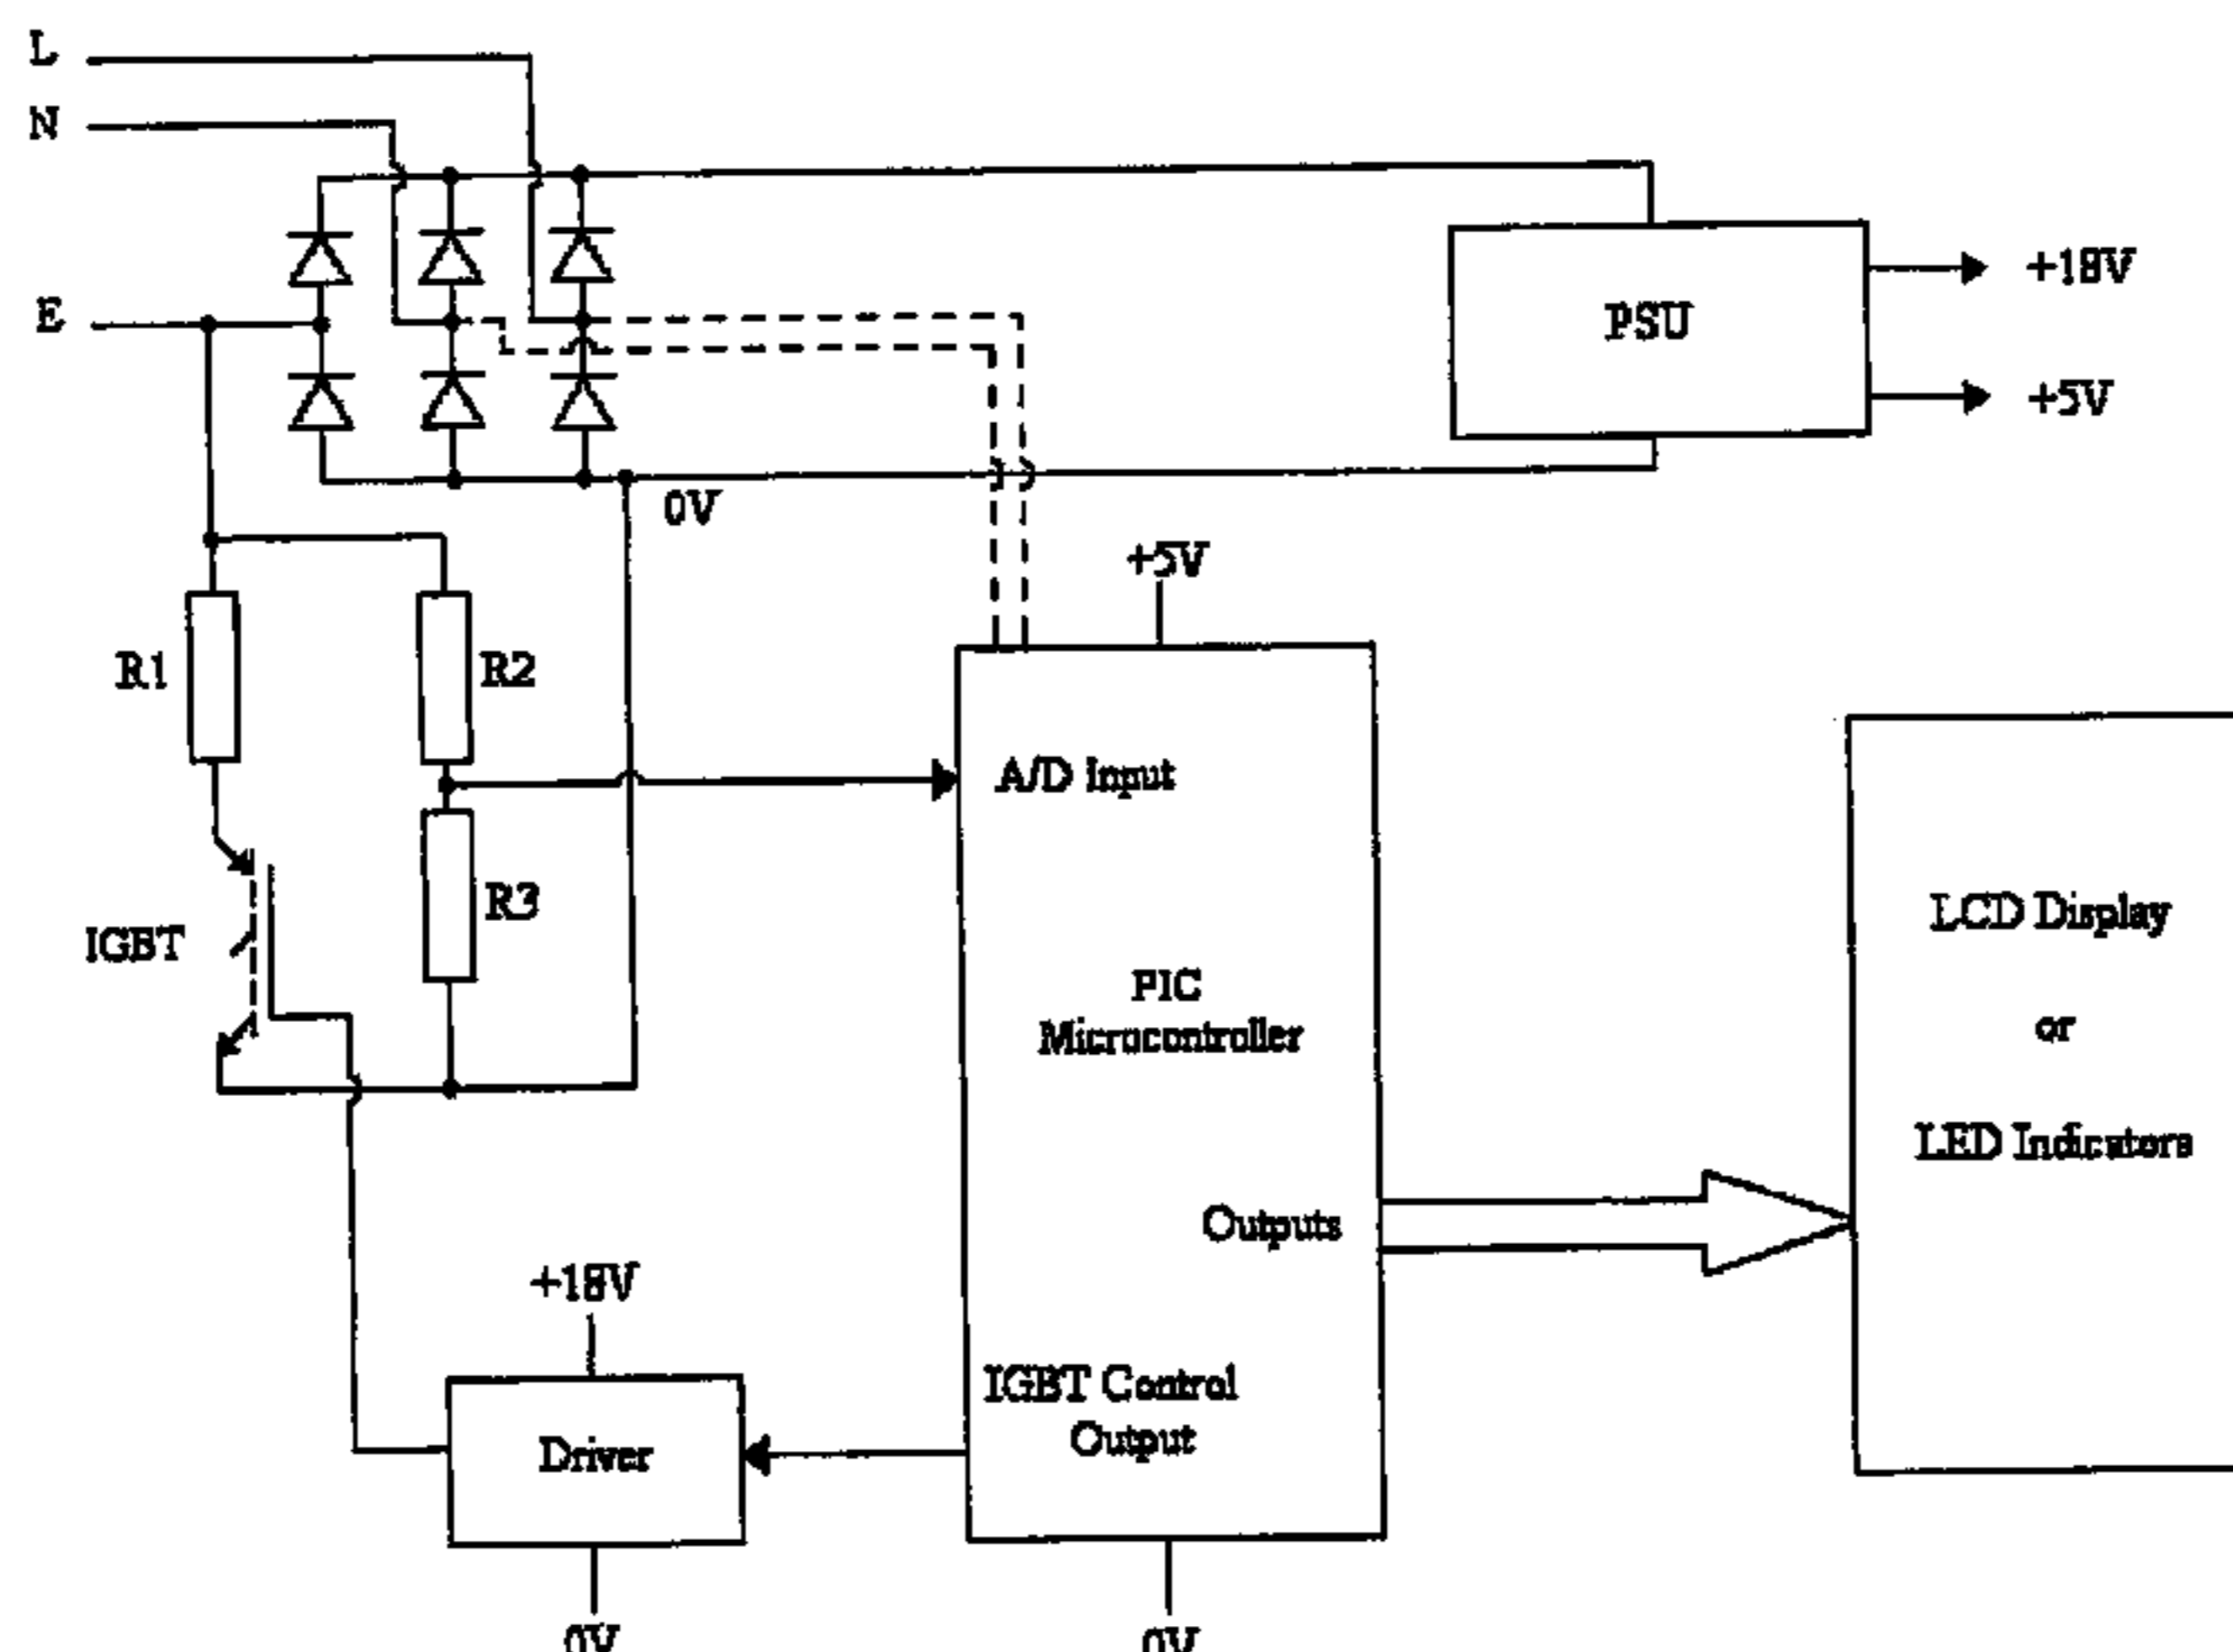 L
N
E
PSU
+18V
+5V
0V
+5V
R1
R2
A/D Input
R3
IGBT
PIC
Microcontroller
LCD Display
or
LED Indicators
Outputs
+18V
IGBT Control
Output
Driver
0V
0V